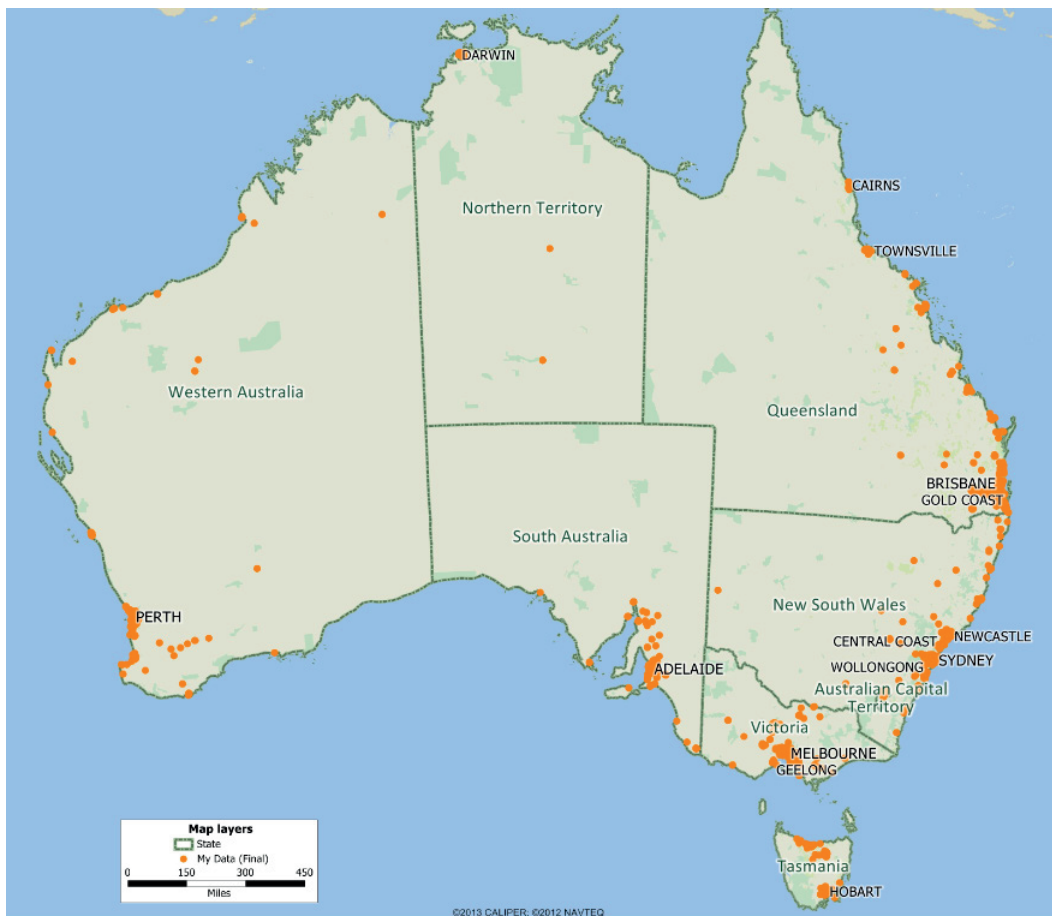 DARWIN
CAIRNS
Northern Territory
TOWNSVILLE
Western Australia
Queensland
BRISBANE
GOLD COAST
South Australia
New South Wales
PERTH
NEWCASTLE
CENTRAL COAST
SYDNEY
WOLLONGONG
ADELAIDE
Australian Capital
Territory
Victoria
MELBOURNE
GEELONG
Map layers
State
My Data (Final)
0 150 300 450
Miles
Tasmania
HOBART
©2013 CALIPER; ©2012 NAVTEQ